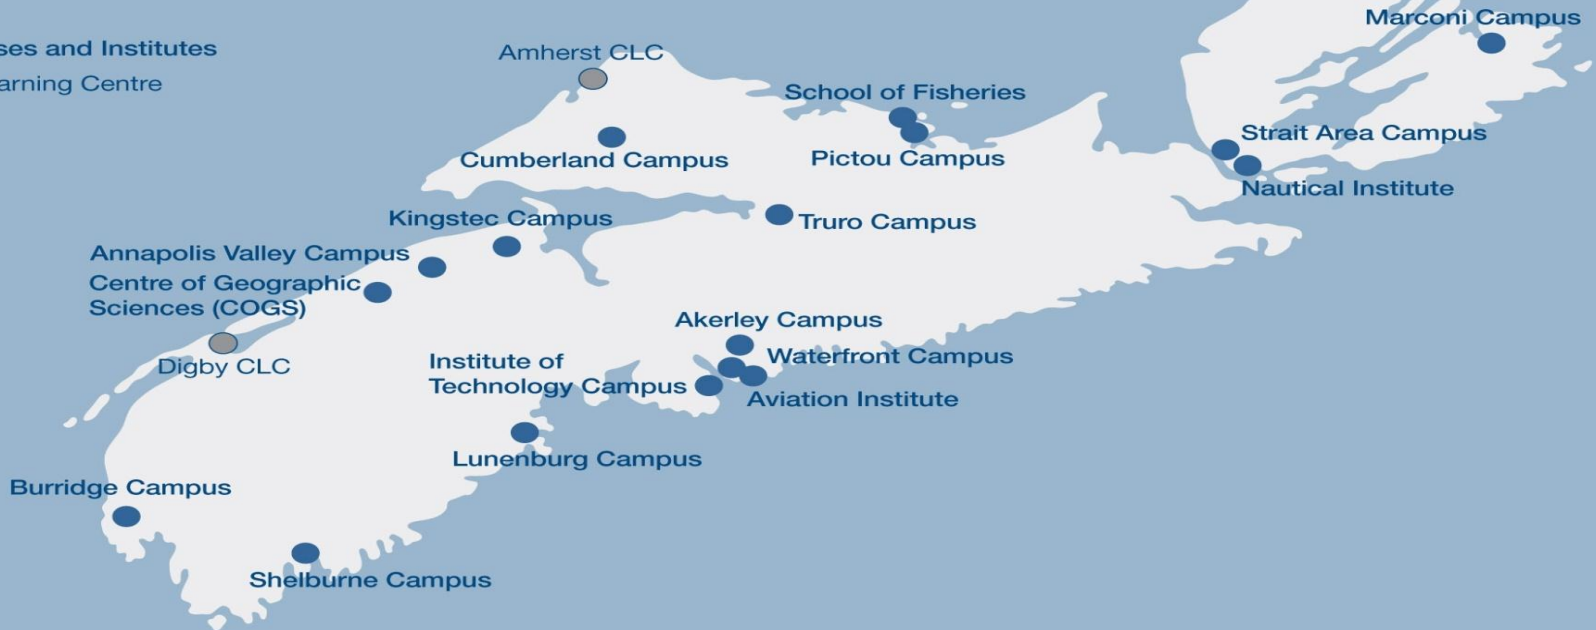 Marconi Campus
ses and Institutes
Amherst CLC
arning Centre
School of Fisheries
Strait Area Campus
Cumberland Campus
Pictou Campus
Nautical Institute
Kingstec Campus
Truro Campus
Annapolis Valley Campus
Centre of Geographic
Sciences (COGS)
Akerley Campus
Waterfront Campus
Digby CLC
Institute of
Technology Campus
Aviation Institute
Lunenburg Campus
Burridge Campus
Shelburne Campus